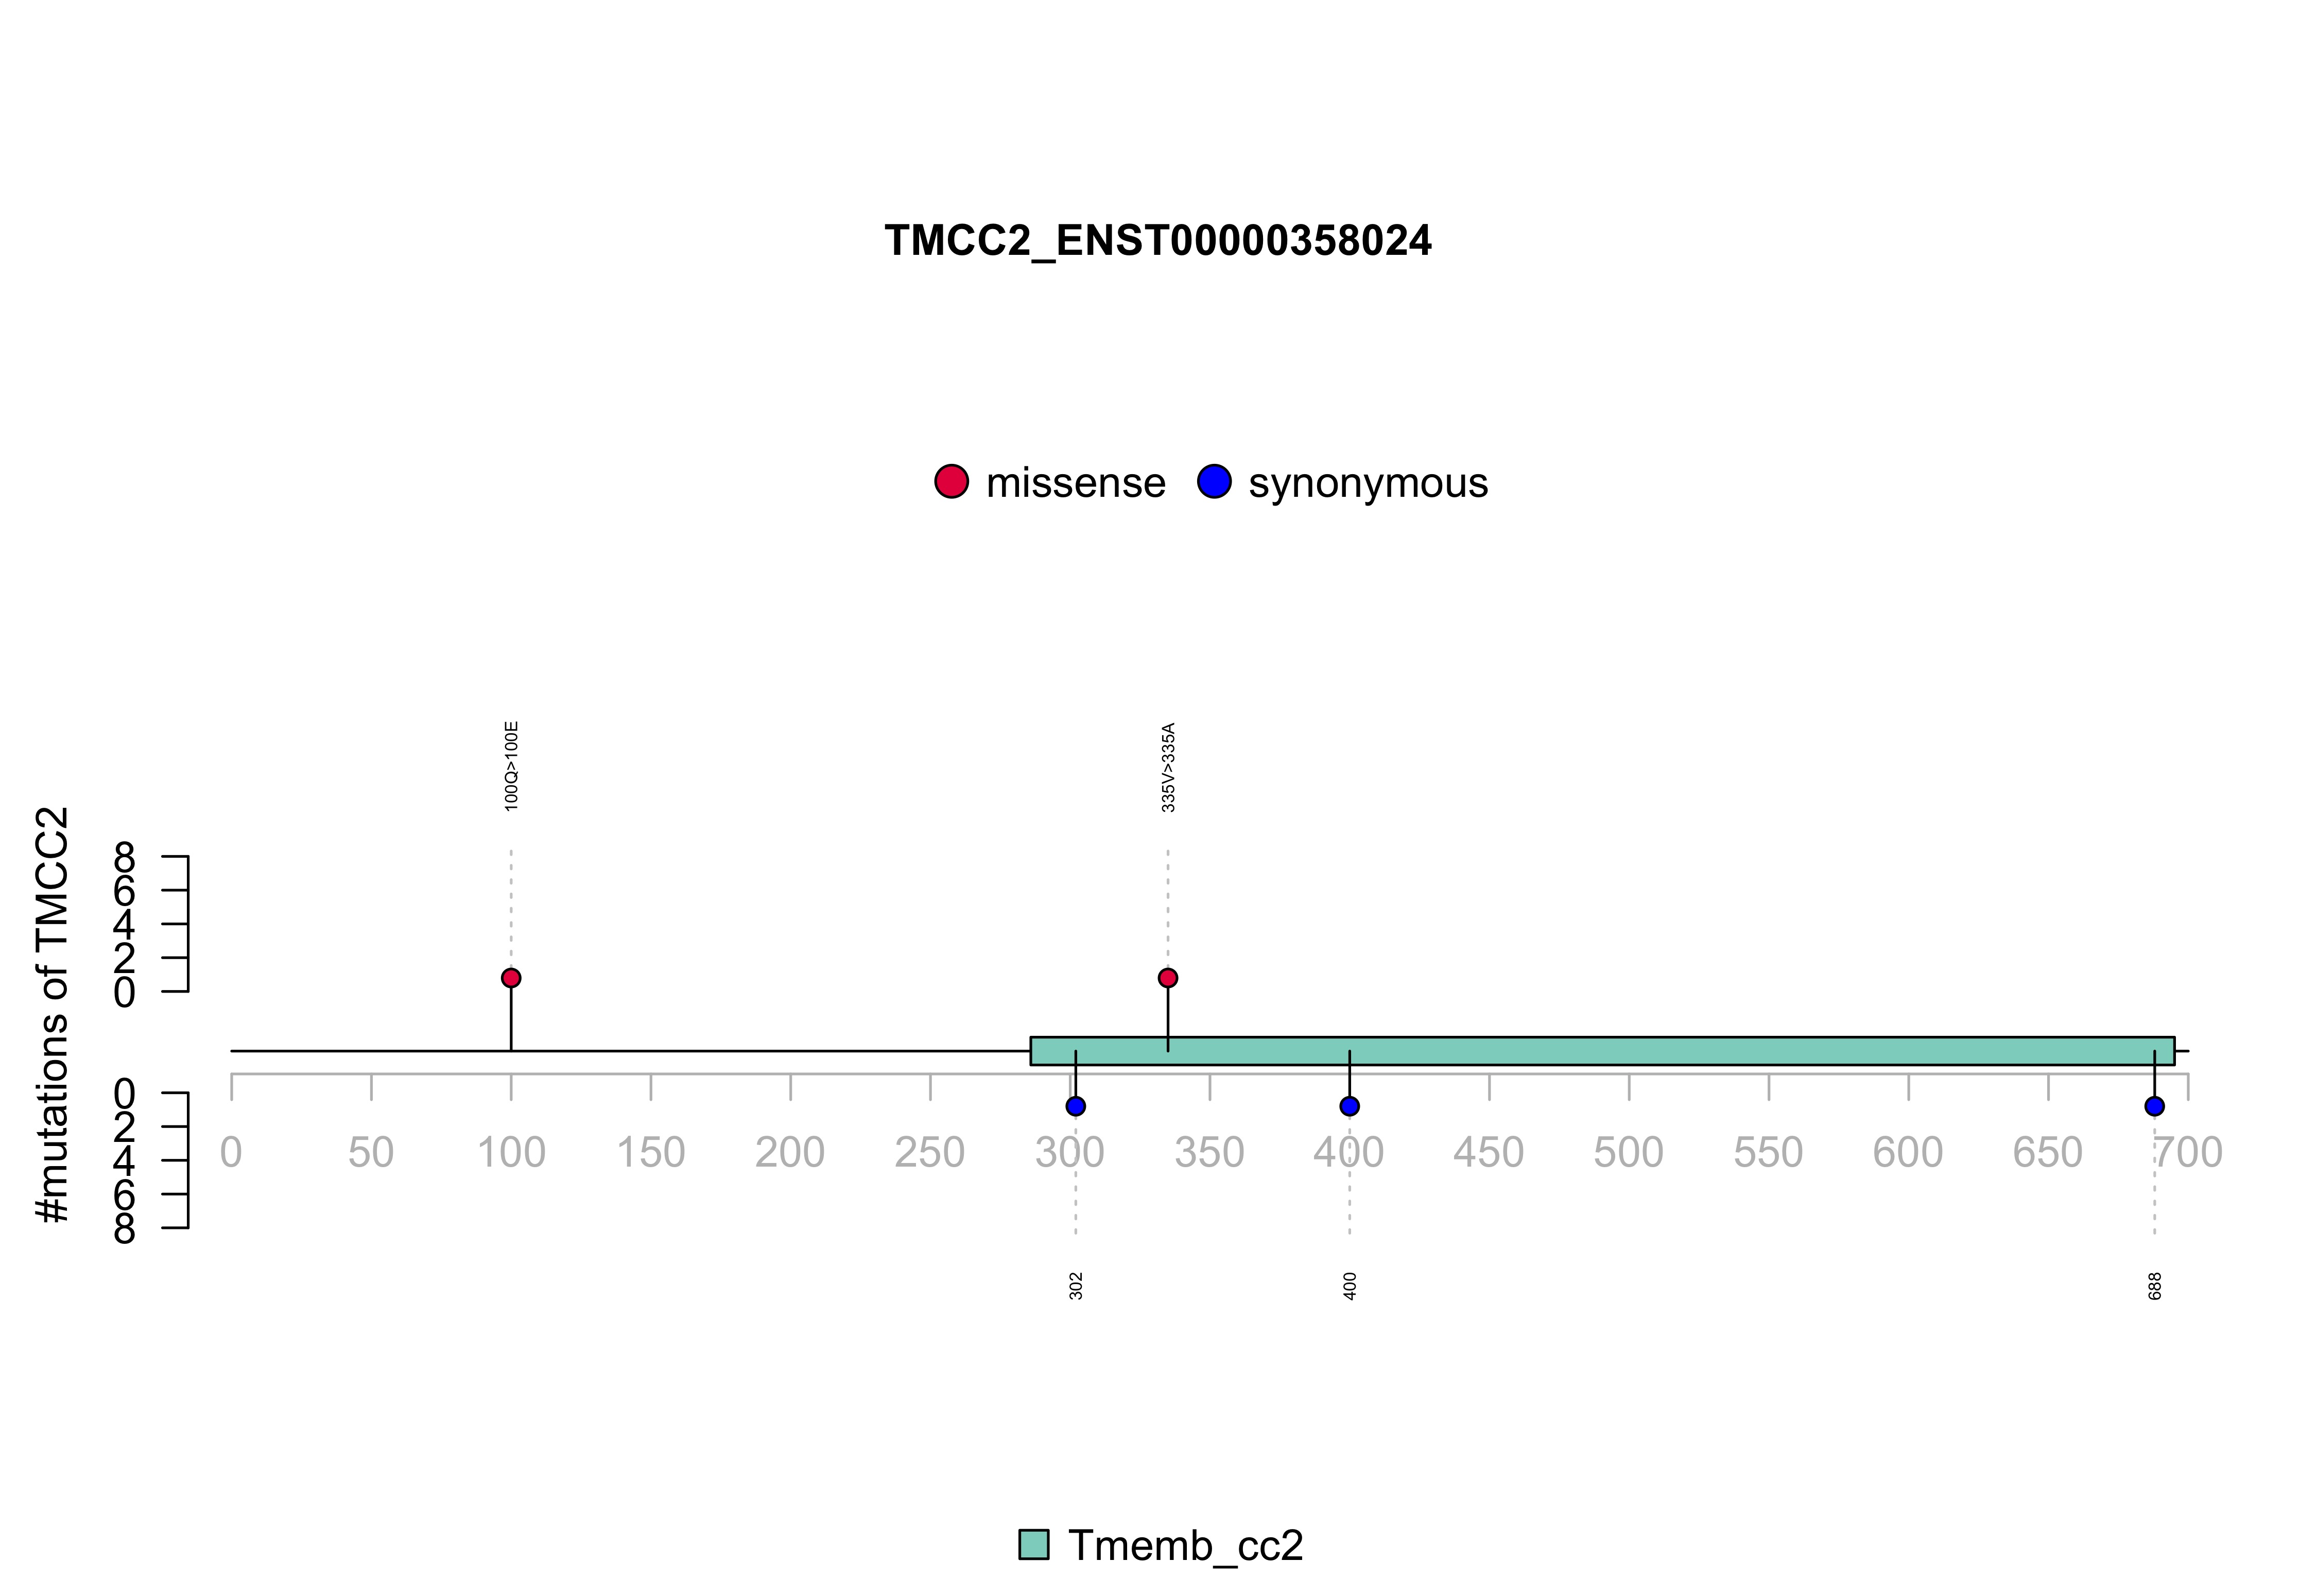 TMCC2_ENST00000358024
missense
synonymous
100Q>100E
335V>335A
#mutations of TMCC2
8
6
4
2
0
0
2
4
6
8
0 50 100 150 200 250 300 350 400 450 500 550 600 650 700
302
400
688
Tmemb_cc2